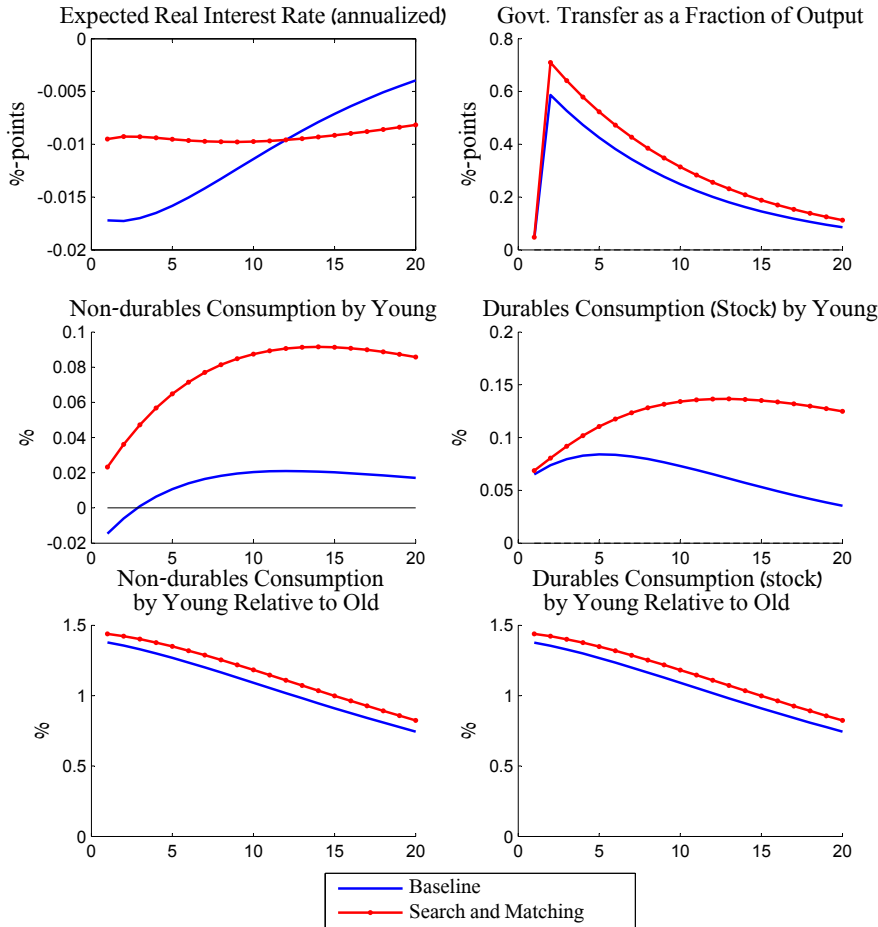 Expected Real Interest Rate (annualized)
0
-0.005
-0.01
-0.015
-0.02
%-points
0 5 10 15 20
Govt. Transfer as a Fraction of Output
0.8
0.6
0.4
0.2
0
%-points
0 5 10 15 20
Non-durables Consumption by Young
0.1
0.08
0.06
0.04
0.02
0
-0.02
%
0 5 10 15 20
Durables Consumption (Stock) by Young
0.2
0.15
0.1
0.05
0
%
0 5 10 15 20
Non-durables Consumption
by Young Relative to Old
1.5
1
0.5
0
%
0 5 10 15 20
Durables Consumption (stock)
by Young Relative to Old
1.5
1
0.5
0
%
0 5 10 15 20
Baseline
Search and Matching